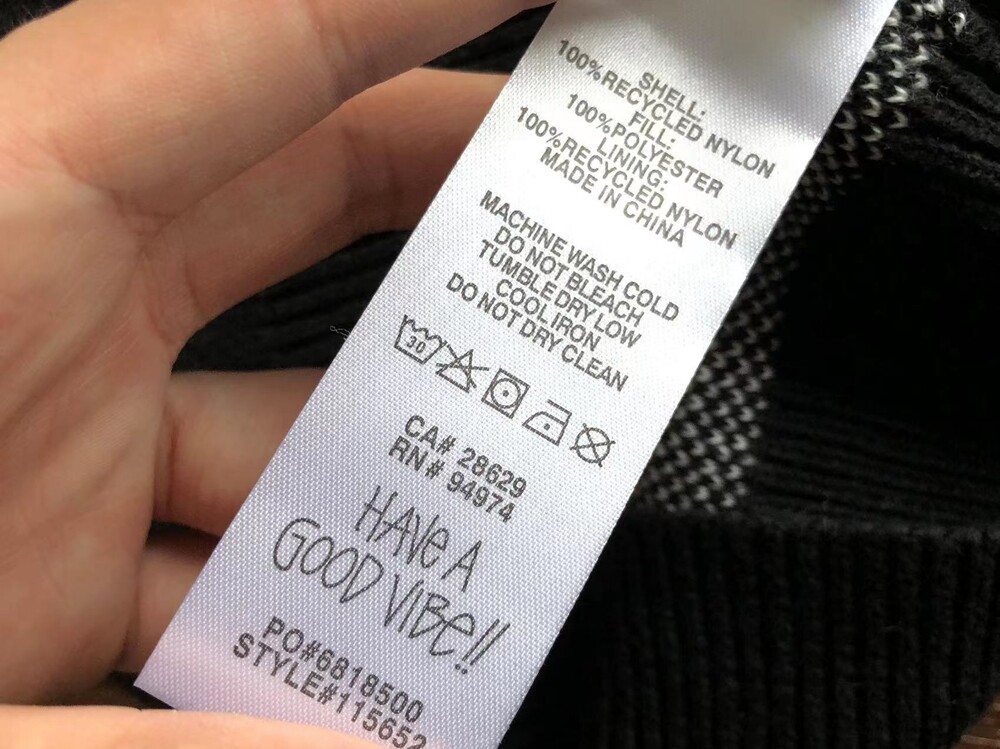 SHELL:
100%RECYCLED NYLON
FILL:
100%POLYESTER
LINING:
100%RECYCLED NYLON
MADE IN CHINA
MACHINE WASH COLD
DO NOT BLEACH
TUMBLE DRY LOW
COOL IRON
DO NOT DRY CLEAN
30
CA# 28629
RN# 94974
HAVE A
GOOD VIBE!!
PO#6818500
STYLE#115652